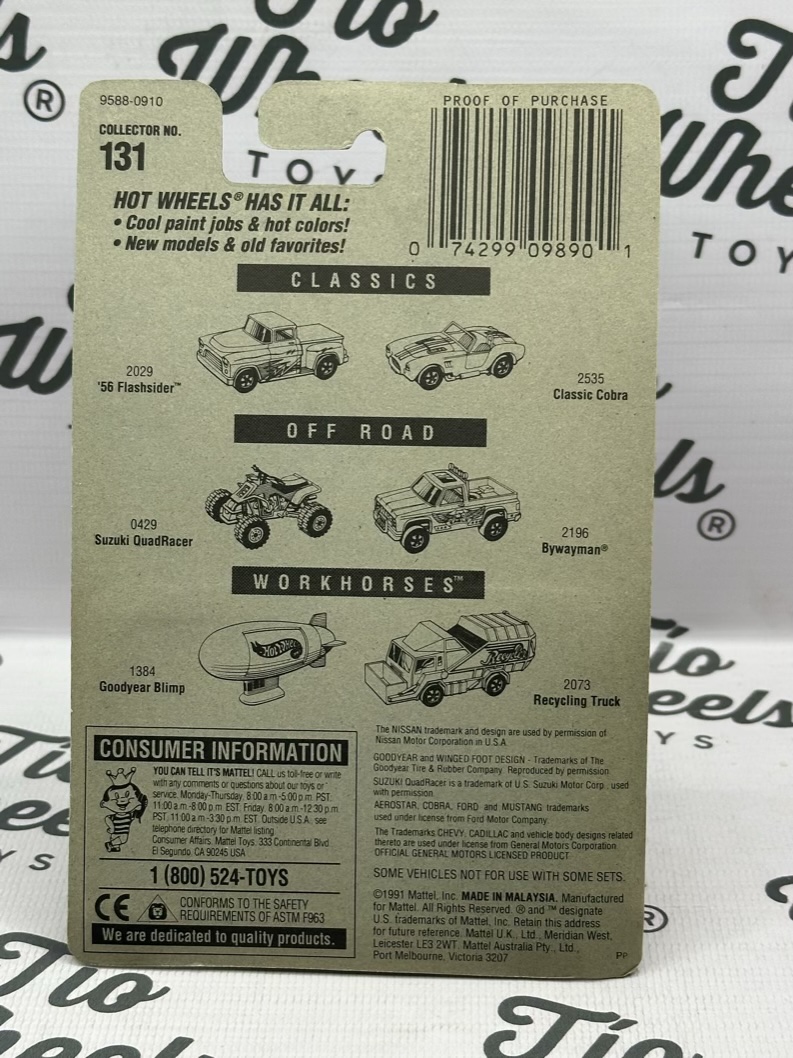 9588-0910
COLLECTOR NO.
131
PROOF OF PURCHASE
HOT WHEELS® HAS IT ALL:
• Cool paint jobs & hot colors!
• New models & old favorites!
0 74299 09890 1
CLASSICS
2029
'56 Flashsider™
2535
Classic Cobra
OFF ROAD
0429
Suzuki QuadRacer
2196
Bywayman®
WORKHORSES™
1384
Goodyear Blimp
Hot Wheels
Recycler
2073
Recycling Truck
CONSUMER INFORMATION
YOU CAN TELL IT'S MATTEL! CALL us toll-free or write
with any comments or questions about our toys or
service. Monday-Thursday, 8:00 a.m.-5:00 p.m. PST.
11:00 a.m.-8:00 p.m. EST. Friday, 8:00 a.m.-12:30 p.m.
PST, 11:00 a.m.-3:30 p.m. EST. Outside U.S.A., see
telephone directory for Mattel listing.
Consumer Affairs, Mattel Toys, 333 Continental Blvd.
El Segundo, CA 90245 USA
1 (800) 524-TOYS
CE
CONFORMS TO THE SAFETY
REQUIREMENTS OF ASTM F963
We are dedicated to quality products.
The NISSAN trademark and design are used by permission of
Nissan Motor Corporation in U.S.A.
GOODYEAR and WINGED FOOT DESIGN - Trademarks of The
Goodyear Tire & Rubber Company. Reproduced by permission
SUZUKI QuadRacer is a trademark of U.S. Suzuki Motor Corp., used
with permission.
AEROSTAR, COBRA, FORD and MUSTANG trademarks
used under license from Ford Motor Company.
The Trademarks CHEVY, CADILLAC and vehicle body designs related
thereto are used under license from General Motors Corporation
OFFICIAL GENERAL MOTORS LICENSED PRODUCT
SOME VEHICLES NOT FOR USE WITH SOME SETS.
©1991 Mattel, Inc. MADE IN MALAYSIA. Manufactured
for Mattel. All Rights Reserved. ® and ™ designate
U.S. trademarks of Mattel, Inc. Retain this address
for future reference. Mattel U.K., Ltd., Meridian West,
Leicester LE3 2WT. Mattel Australia Pty., Ltd.,
Port Melbourne, Victoria 3207
PP
Tio
Wheels
TOYS